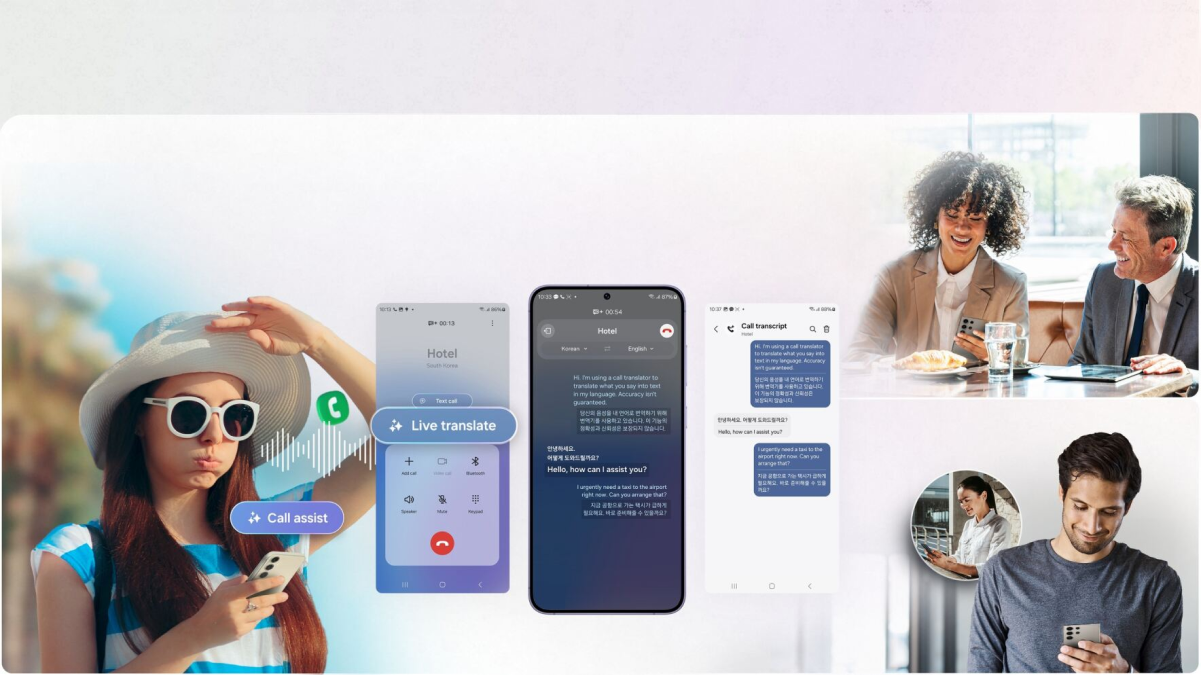 Call assist
10:13
00:13
Hotel
South Korea
Text call
Live translate
Add call
Video call
Bluetooth
Speaker
Mute
Keypad
10:33
87%
00:54
Hotel
Korean
English
Hi. I'm using a call translator to
translate what you say into text
in my language. Accuracy isn't
guaranteed.
당신의 음성을 내 언어로 번역하기 위해
번역기를 사용하고 있습니다. 이 기능의
정확성과 신뢰성은 보장되지 않습니다.
안녕하세요.
어떻게 도와드릴까요?
Hello, how can I assist you?
I urgently need a taxi to the airport
right now. Can you arrange that?
지금 공항으로 가는 택시가 급하게
필요해요. 바로 준비해줄 수 있을까요?
10:37
Call transcript
Hotel
Hi. I'm using a call translator
to translate what you say into
text in my language. Accuracy
isn't guaranteed.
당신의 음성을 내 언어로 번역하기
위해 번역기를 사용하고 있습니다.
이 기능의 정확성과 신뢰성은
보장되지 않습니다.
안녕하세요. 어떻게 도와드릴까요?
Hello, how can I assist you?
I urgently need a taxi to the
airport right now. Can you
arrange that?
지금 공항으로 가는 택시가 급하게
필요해요. 바로 준비해줄 수 있을
까요?